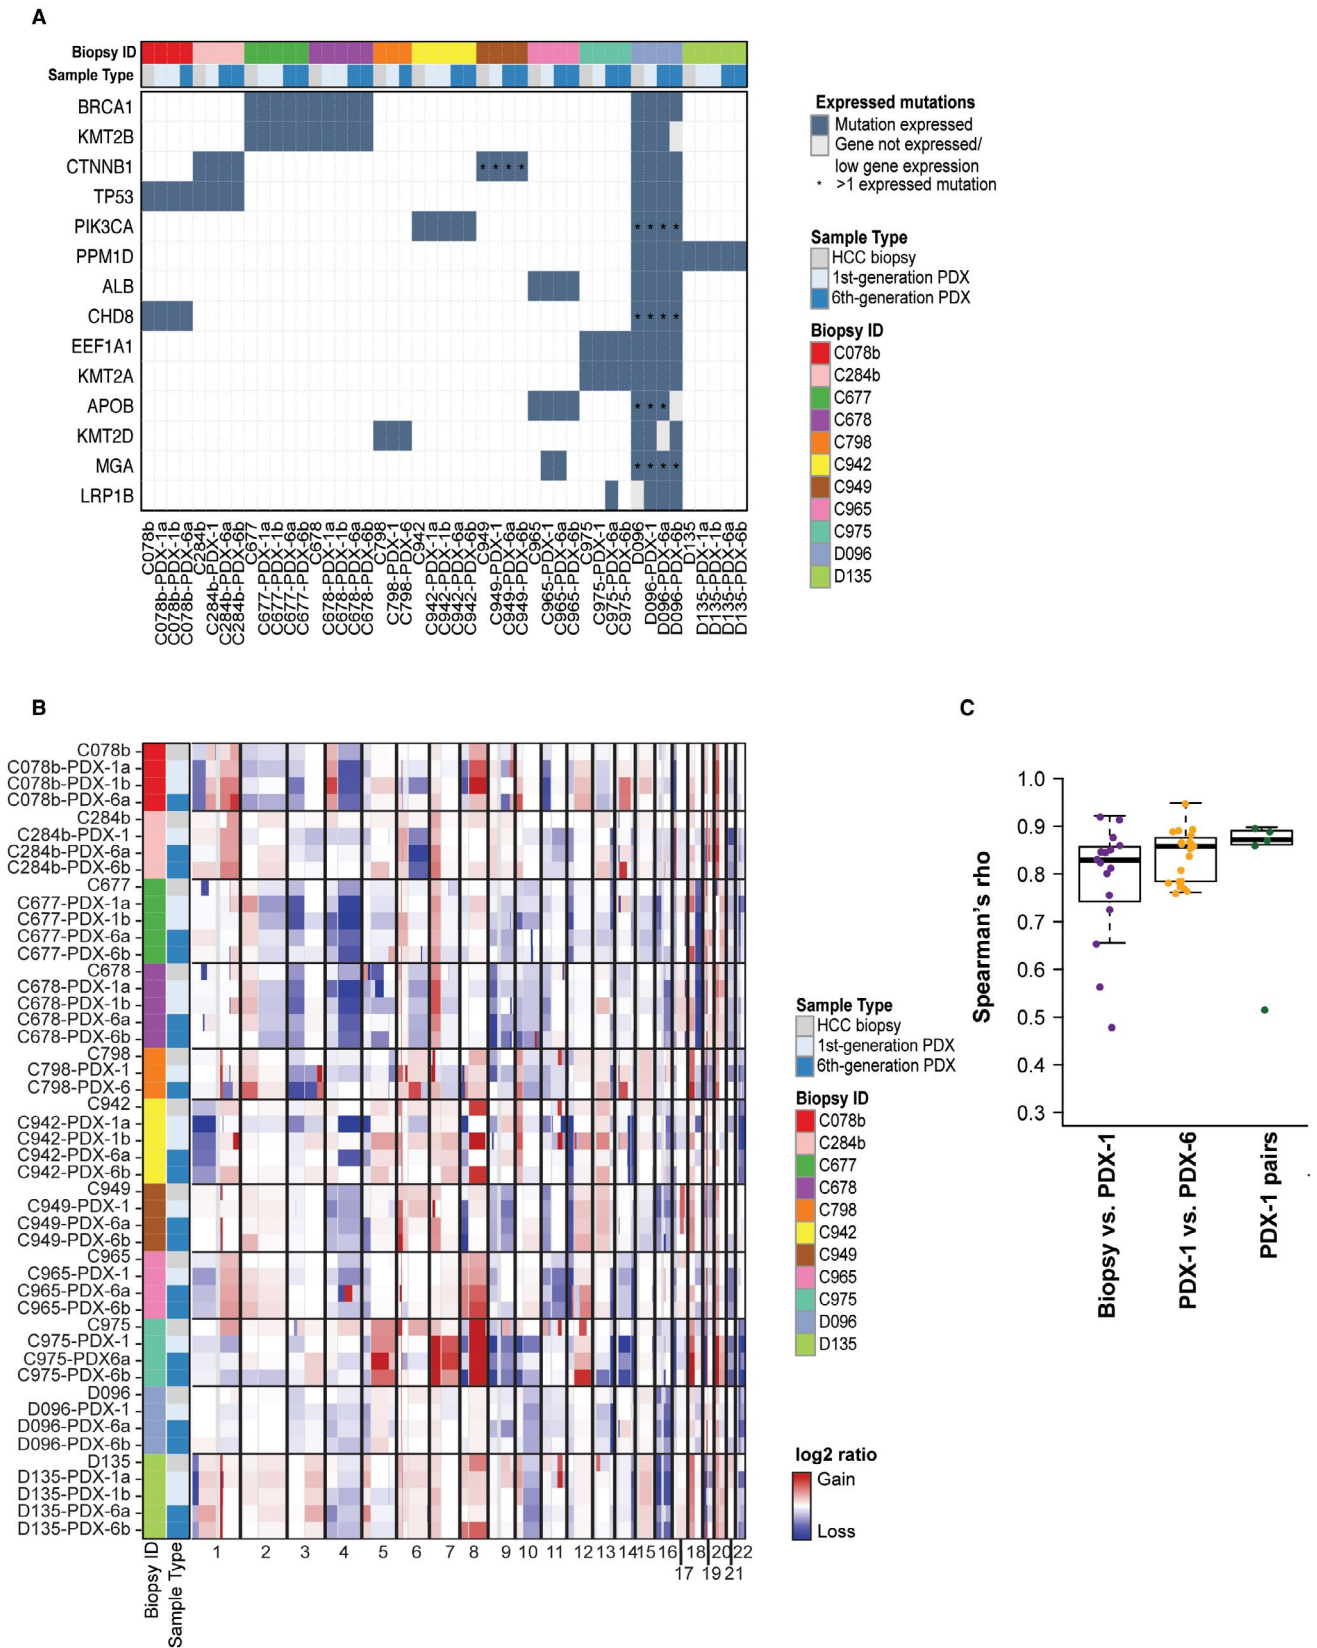 A
Biopsy ID
Sample Type
BRCA1
KMT2B
CTNNB1
TP53
PIK3CA
PPM1D
ALB
CHD8
EEF1A1
KMT2A
APOB
KMT2D
MGA
LRP1B
* * * *
* * * *
* * * *
* * *
* * * *
C078b
C078b-PDX-1a
C078b-PDX-1b
C078b-PDX-6a
C284b
C284b-PDX-1
C284b-PDX-6a
C284b-PDX-6b
C677
C677-PDX-1a
C677-PDX-1b
C677-PDX-6a
C677-PDX-6b
C678
C678-PDX-1a
C678-PDX-1b
C678-PDX-6a
C678-PDX-6b
C798
C798-PDX-1
C798-PDX-6
C942
C942-PDX-1a
C942-PDX-1b
C942-PDX-6a
C942-PDX-6b
C949
C949-PDX-1
C949-PDX-6a
C949-PDX-6b
C965
C965-PDX-1
C965-PDX-6a
C965-PDX-6b
C975
C975-PDX-1
C975-PDX-6a
C975-PDX-6b
D096
D096-PDX-1
D096-PDX-6a
D096-PDX-6b
D135
D135-PDX-1a
D135-PDX-1b
D135-PDX-6a
D135-PDX-6b
Expressed mutations
Mutation expressed
Gene not expressed/
low gene expression
* >1 expressed mutation
Sample Type
HCC biopsy
1st-generation PDX
6th-generation PDX
Biopsy ID
C078b
C284b
C677
C678
C798
C942
C949
C965
C975
D096
D135
B
C078b
C078b-PDX-1a
C078b-PDX-1b
C078b-PDX-6a
C284b
C284b-PDX-1
C284b-PDX-6a
C284b-PDX-6b
C677
C677-PDX-1a
C677-PDX-1b
C677-PDX-6a
C677-PDX-6b
C678
C678-PDX-1a
C678-PDX-1b
C678-PDX-6a
C678-PDX-6b
C798
C798-PDX-1
C798-PDX-6
C942
C942-PDX-1a
C942-PDX-1b
C942-PDX-6a
C942-PDX-6b
C949
C949-PDX-1
C949-PDX-6a
C949-PDX-6b
C965
C965-PDX-1
C965-PDX-6a
C965-PDX-6b
C975
C975-PDX-1
C975-PDX6a
C975-PDX-6b
D096
D096-PDX-1
D096-PDX-6a
D096-PDX-6b
D135
D135-PDX-1a
D135-PDX-1b
D135-PDX-6a
D135-PDX-6b
Biopsy ID
Sample Type
1 2 3 4 5 6 7 8 9 10 11 12 13 14 15 16 18 20 22
17 19 21
Sample Type
HCC biopsy
1st-generation PDX
6th-generation PDX
Biopsy ID
C078b
C284b
C677
C678
C798
C942
C949
C965
C975
D096
D135
log2 ratio
Gain
Loss
C
Spearman's rho
1.0
0.9
0.8
0.7
0.6
0.5
0.4
0.3
Biopsy vs. PDX-1
PDX-1 vs. PDX-6
PDX-1 pairs